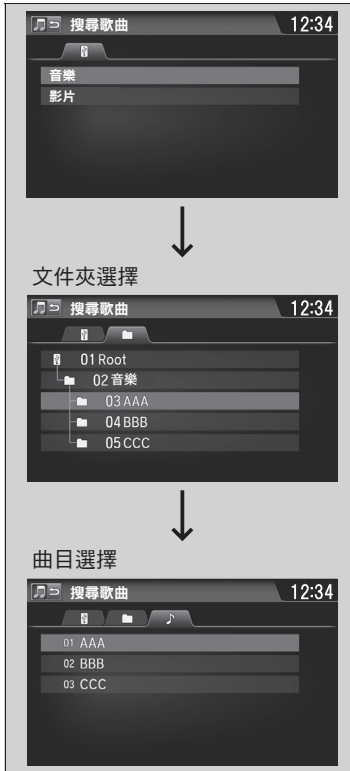 搜尋歌曲 12:34
音樂
影片
文件夾選擇
搜尋歌曲 12:34
01 Root
02 音樂
03 AAA
04 BBB
05 CCC
曲目選擇
搜尋歌曲 12:34
01 AAA
02 BBB
03 CCC